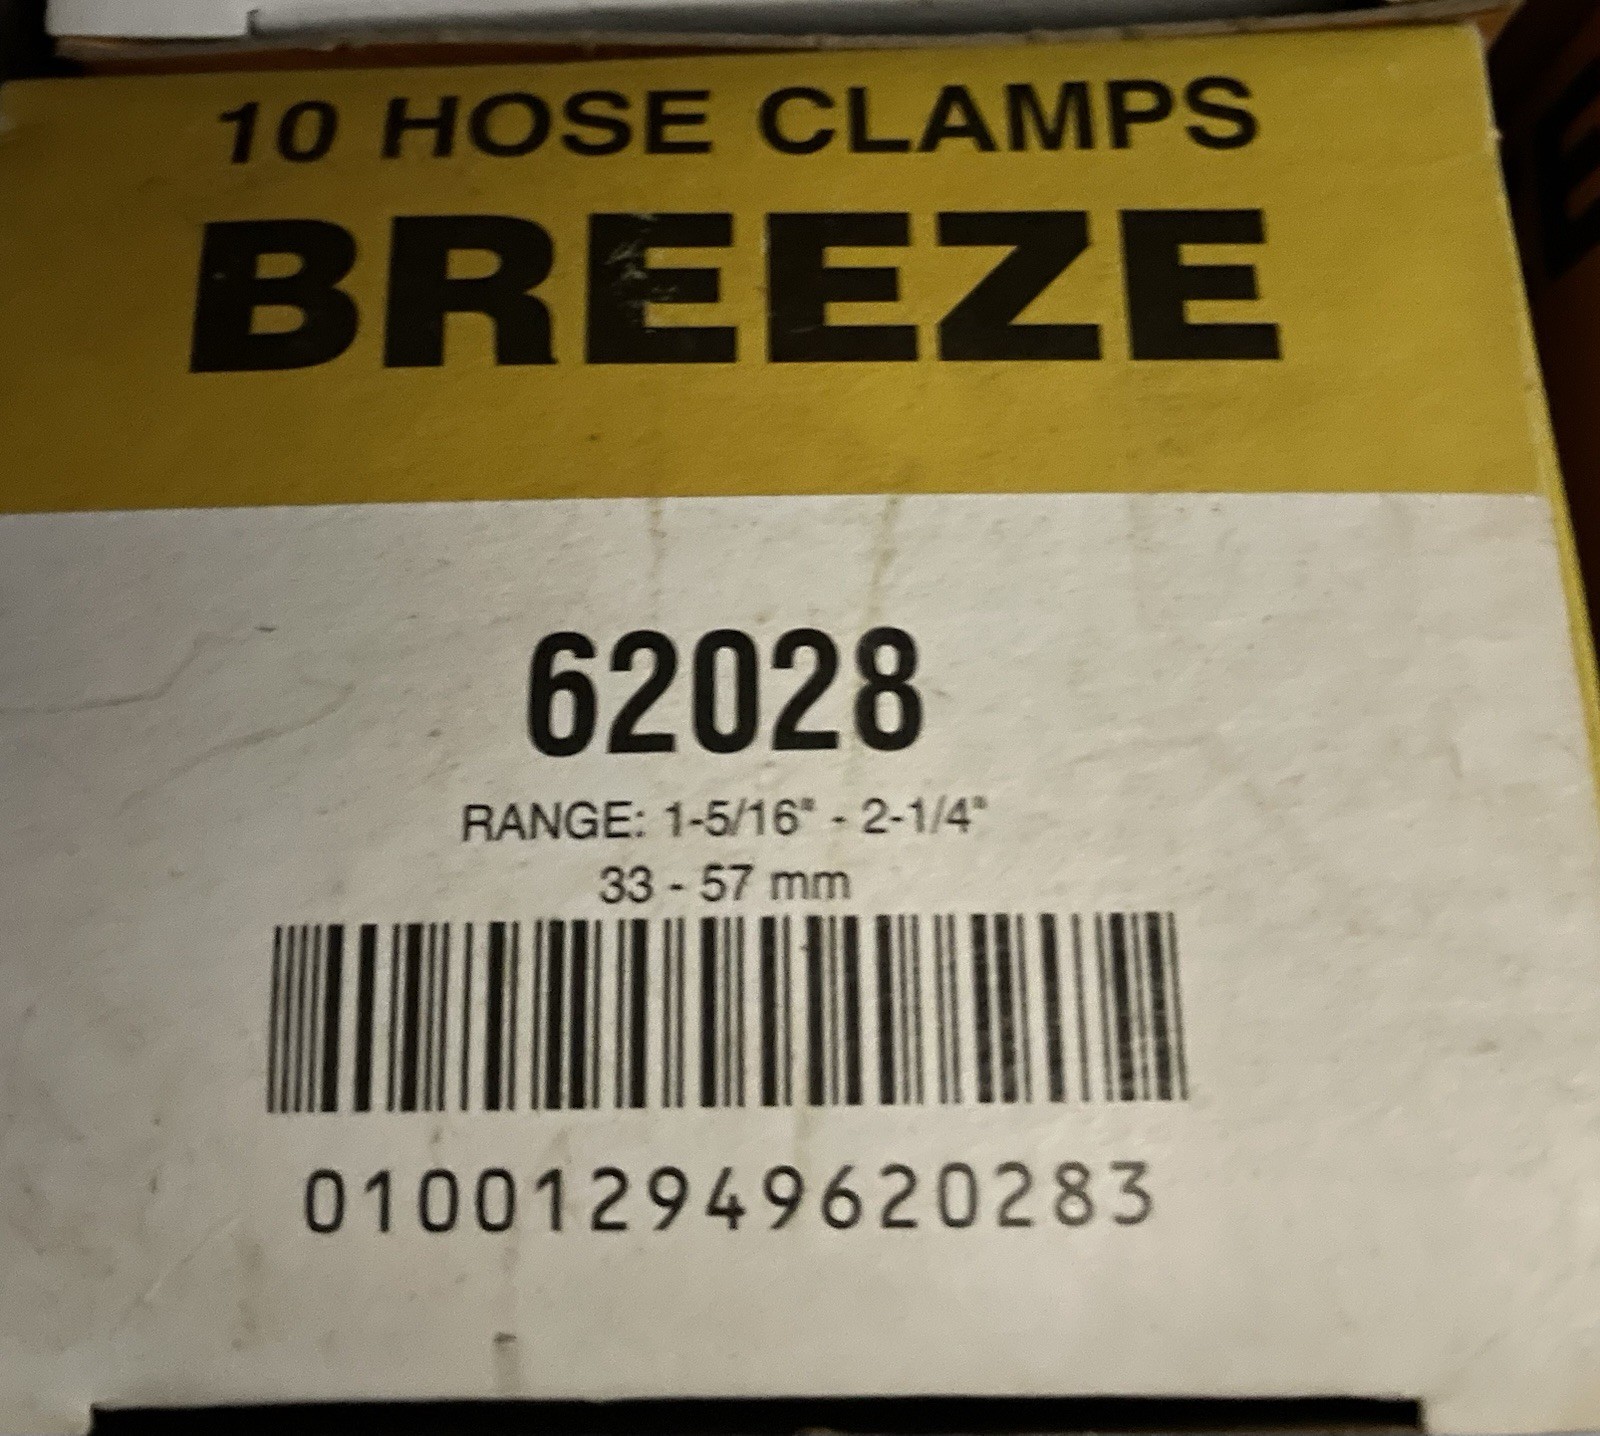 10 HOSE CLAMPS
BREEZE
62028
RANGE: 1-5/16" - 2-1/4"
33 - 57 mm
010012949620283